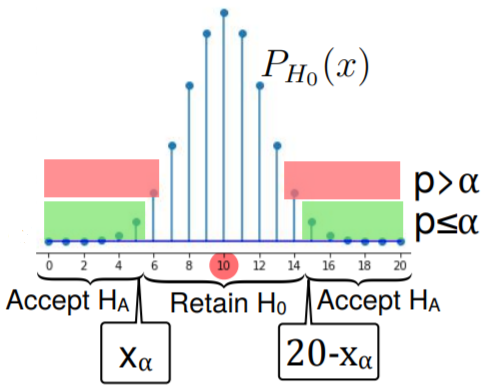 P_{H_0}(x)
p>α
p≤α
0 2 4 6 8 10 12 14 16 18 20
Accept H_A Retain H_0 Accept H_A
x_α 20-x_α